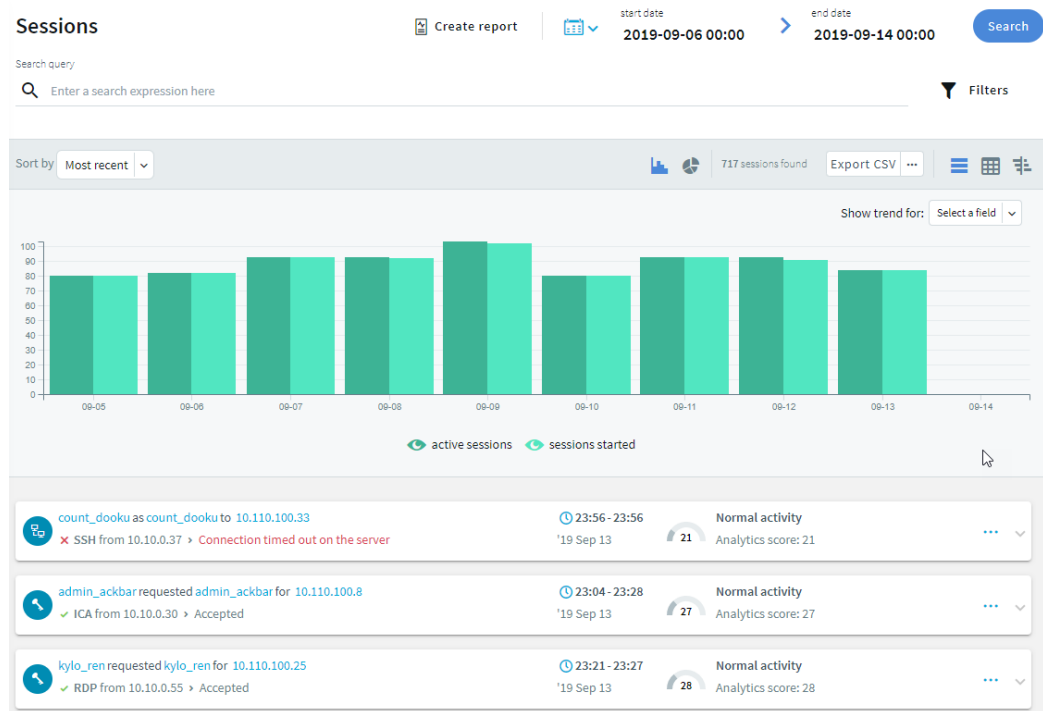 Sessions
Create report
start date
2019-09-06 00:00
end date
2019-09-14 00:00
Search
Search query
Enter a search expression here
Filters
Sort by Most recent
717 sessions found
Export CSV ...
Show trend for: Select a field
100
90
80
70
60
50
40
30
20
10
0
09-05 09-06 09-07 09-08 09-09 09-10 09-11 09-12 09-13 09-14
active sessions sessions started
count_dooku as count_dooku to 10.110.100.33
SSH from 10.10.0.37 > Connection timed out on the server
23:56 - 23:56
'19 Sep 13
21
Normal activity
Analytics score: 21
admin_ackbar requested admin_ackbar for 10.110.100.8
ICA from 10.10.0.30 > Accepted
23:04 - 23:28
'19 Sep 13
27
Normal activity
Analytics score: 27
kylo_ren requested kylo_ren for 10.110.100.25
RDP from 10.10.0.55 > Accepted
23:21 - 23:27
'19 Sep 13
28
Normal activity
Analytics score: 28